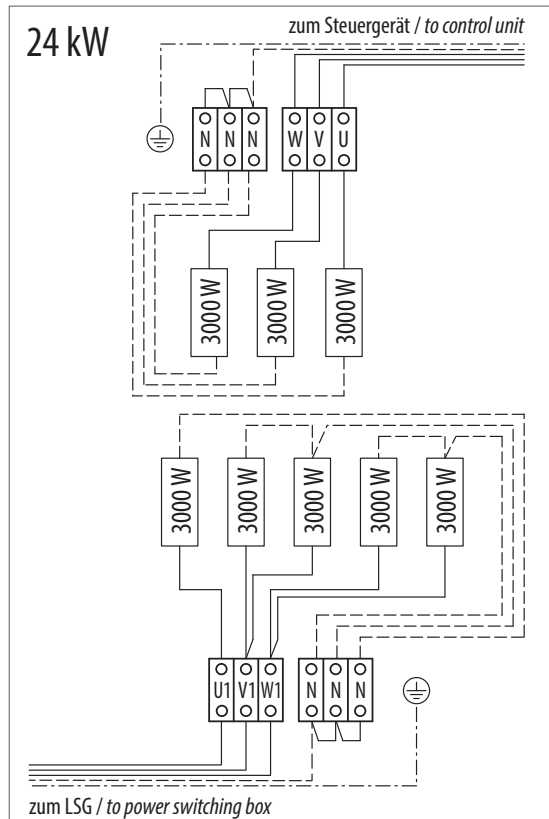 24 kW
zum Steuergerät / to control unit
N N N W V U
3000 W 3000 W 3000 W
3000 W 3000 W 3000 W 3000 W 3000 W
U1 V1 W1 N N N
zum LSG / to power switching box